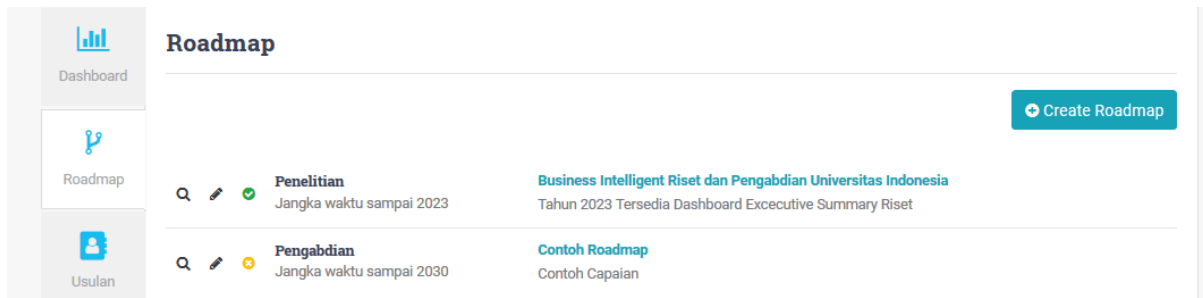 Dashboard
Roadmap
Usulan
Roadmap
Create Roadmap
Penelitian
Jangka waktu sampai 2023
Business Intelligent Riset dan Pengabdian Universitas Indonesia
Tahun 2023 Tersedia Dashboard Excecutive Summary Riset
Pengabdian
Jangka waktu sampai 2030
Contoh Roadmap
Contoh Capaian